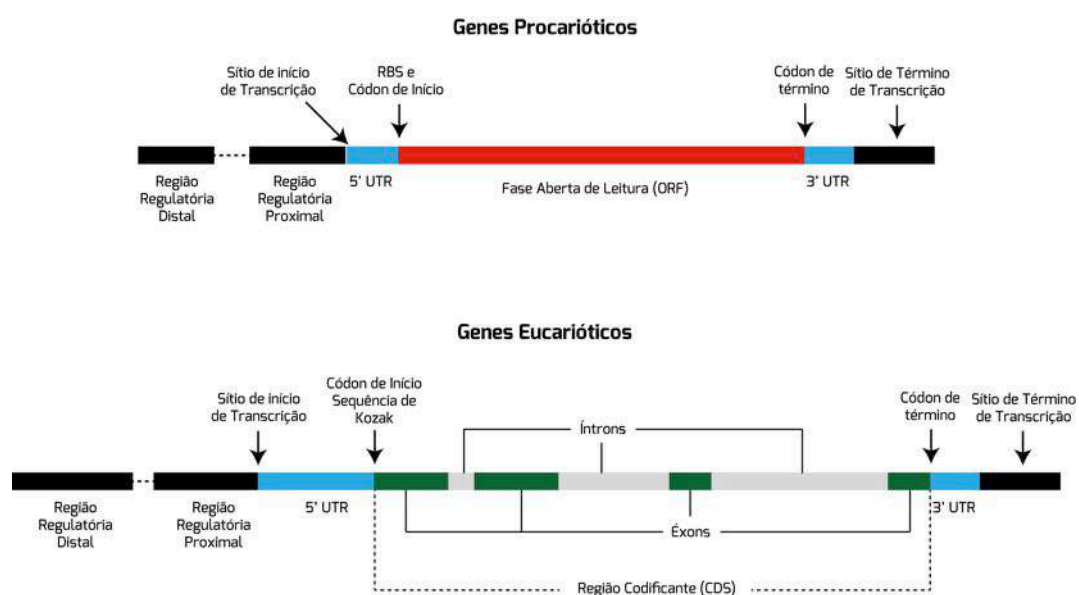 Genes Procarióticos
Sítio de início
de Transcrição
RBS e
Códon de Início
Códon de
término
Sítio de Término
de Transcrição
Região
Regulatória
Distal
Região
Regulatória
Proximal
5' UTR
Fase Aberta de Leitura (ORF)
3' UTR
Genes Eucarióticos
Sítio de início
de Transcrição
Códon de Início
Sequência de
Kozak
Íntrons
Códon de
término
Sítio de Término
de Transcrição
Região
Regulatória
Distal
Região
Regulatória
Proximal
5' UTR
Éxons
3' UTR
Região Codificante (CDS)